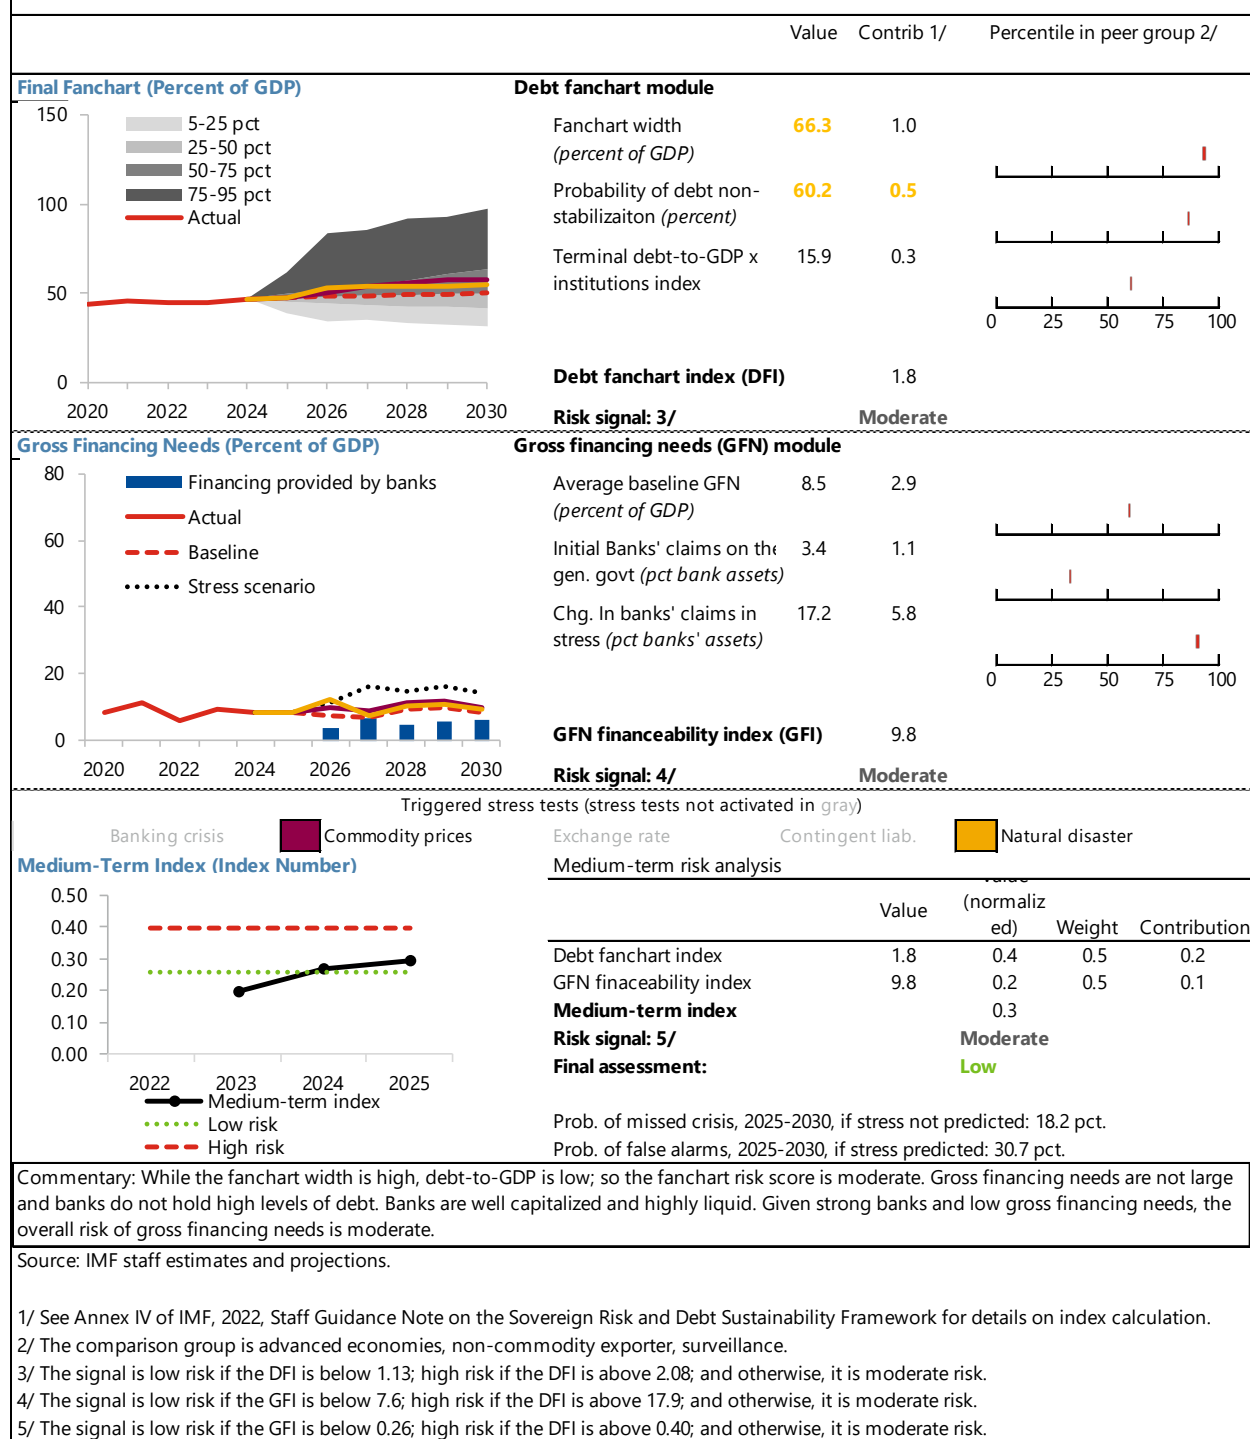 Value Contrib 1/ Percentile in peer group 2/
Final Fanchart (Percent of GDP)
150
100
50
0
5-25 pct
25-50 pct
50-75 pct
75-95 pct
Actual
2020 2022 2024 2026 2028 2030
Debt fanchart module
Fanchart width 66.3 1.0
(percent of GDP)
Probability of debt non- 60.2 0.5
stabilizaiton (percent)
Terminal debt-to-GDP x 15.9 0.3
institutions index
0 25 50 75 100
Debt fanchart index (DFI) 1.8
Risk signal: 3/ Moderate
Gross Financing Needs (Percent of GDP)
80
60
40
20
0
Financing provided by banks
Actual
Baseline
Stress scenario
2020 2022 2024 2026 2028 2030
Gross financing needs (GFN) module
Average baseline GFN 8.5 2.9
(percent of GDP)
Initial Banks' claims on the 3.4 1.1
gen. govt (pct bank assets)
Chg. In banks' claims in 17.2 5.8
stress (pct banks' assets)
0 25 50 75 100
GFN financeability index (GFI) 9.8
Risk signal: 4/ Moderate
Triggered stress tests (stress tests not activated in gray)
Banking crisis Commodity prices Exchange rate Contingent liab. Natural disaster
Medium-Term Index (Index Number)
0.50
0.40
0.30
0.20
0.10
0.00
2022 2023 2024 2025
Medium-term index
Low risk
High risk
Medium-term risk analysis
Value (normaliz
ed) Weight Contribution
Debt fanchart index 1.8 0.4 0.5 0.2
GFN finaceability index 9.8 0.2 0.5 0.1
Medium-term index 0.3
Risk signal: 5/ Moderate
Final assessment: Low
Prob. of missed crisis, 2025-2030, if stress not predicted: 18.2 pct.
Prob. of false alarms, 2025-2030, if stress predicted: 30.7 pct.
Commentary: While the fanchart width is high, debt-to-GDP is low; so the fanchart risk score is moderate. Gross financing needs are not large
and banks do not hold high levels of debt. Banks are well capitalized and highly liquid. Given strong banks and low gross financing needs, the
overall risk of gross financing needs is moderate.
Source: IMF staff estimates and projections.
1/ See Annex IV of IMF, 2022, Staff Guidance Note on the Sovereign Risk and Debt Sustainability Framework for details on index calculation.
2/ The comparison group is advanced economies, non-commodity exporter, surveillance.
3/ The signal is low risk if the DFI is below 1.13; high risk if the DFI is above 2.08; and otherwise, it is moderate risk.
4/ The signal is low risk if the GFI is below 7.6; high risk if the DFI is above 17.9; and otherwise, it is moderate risk.
5/ The signal is low risk if the GFI is below 0.26; high risk if the DFI is above 0.40; and otherwise, it is moderate risk.